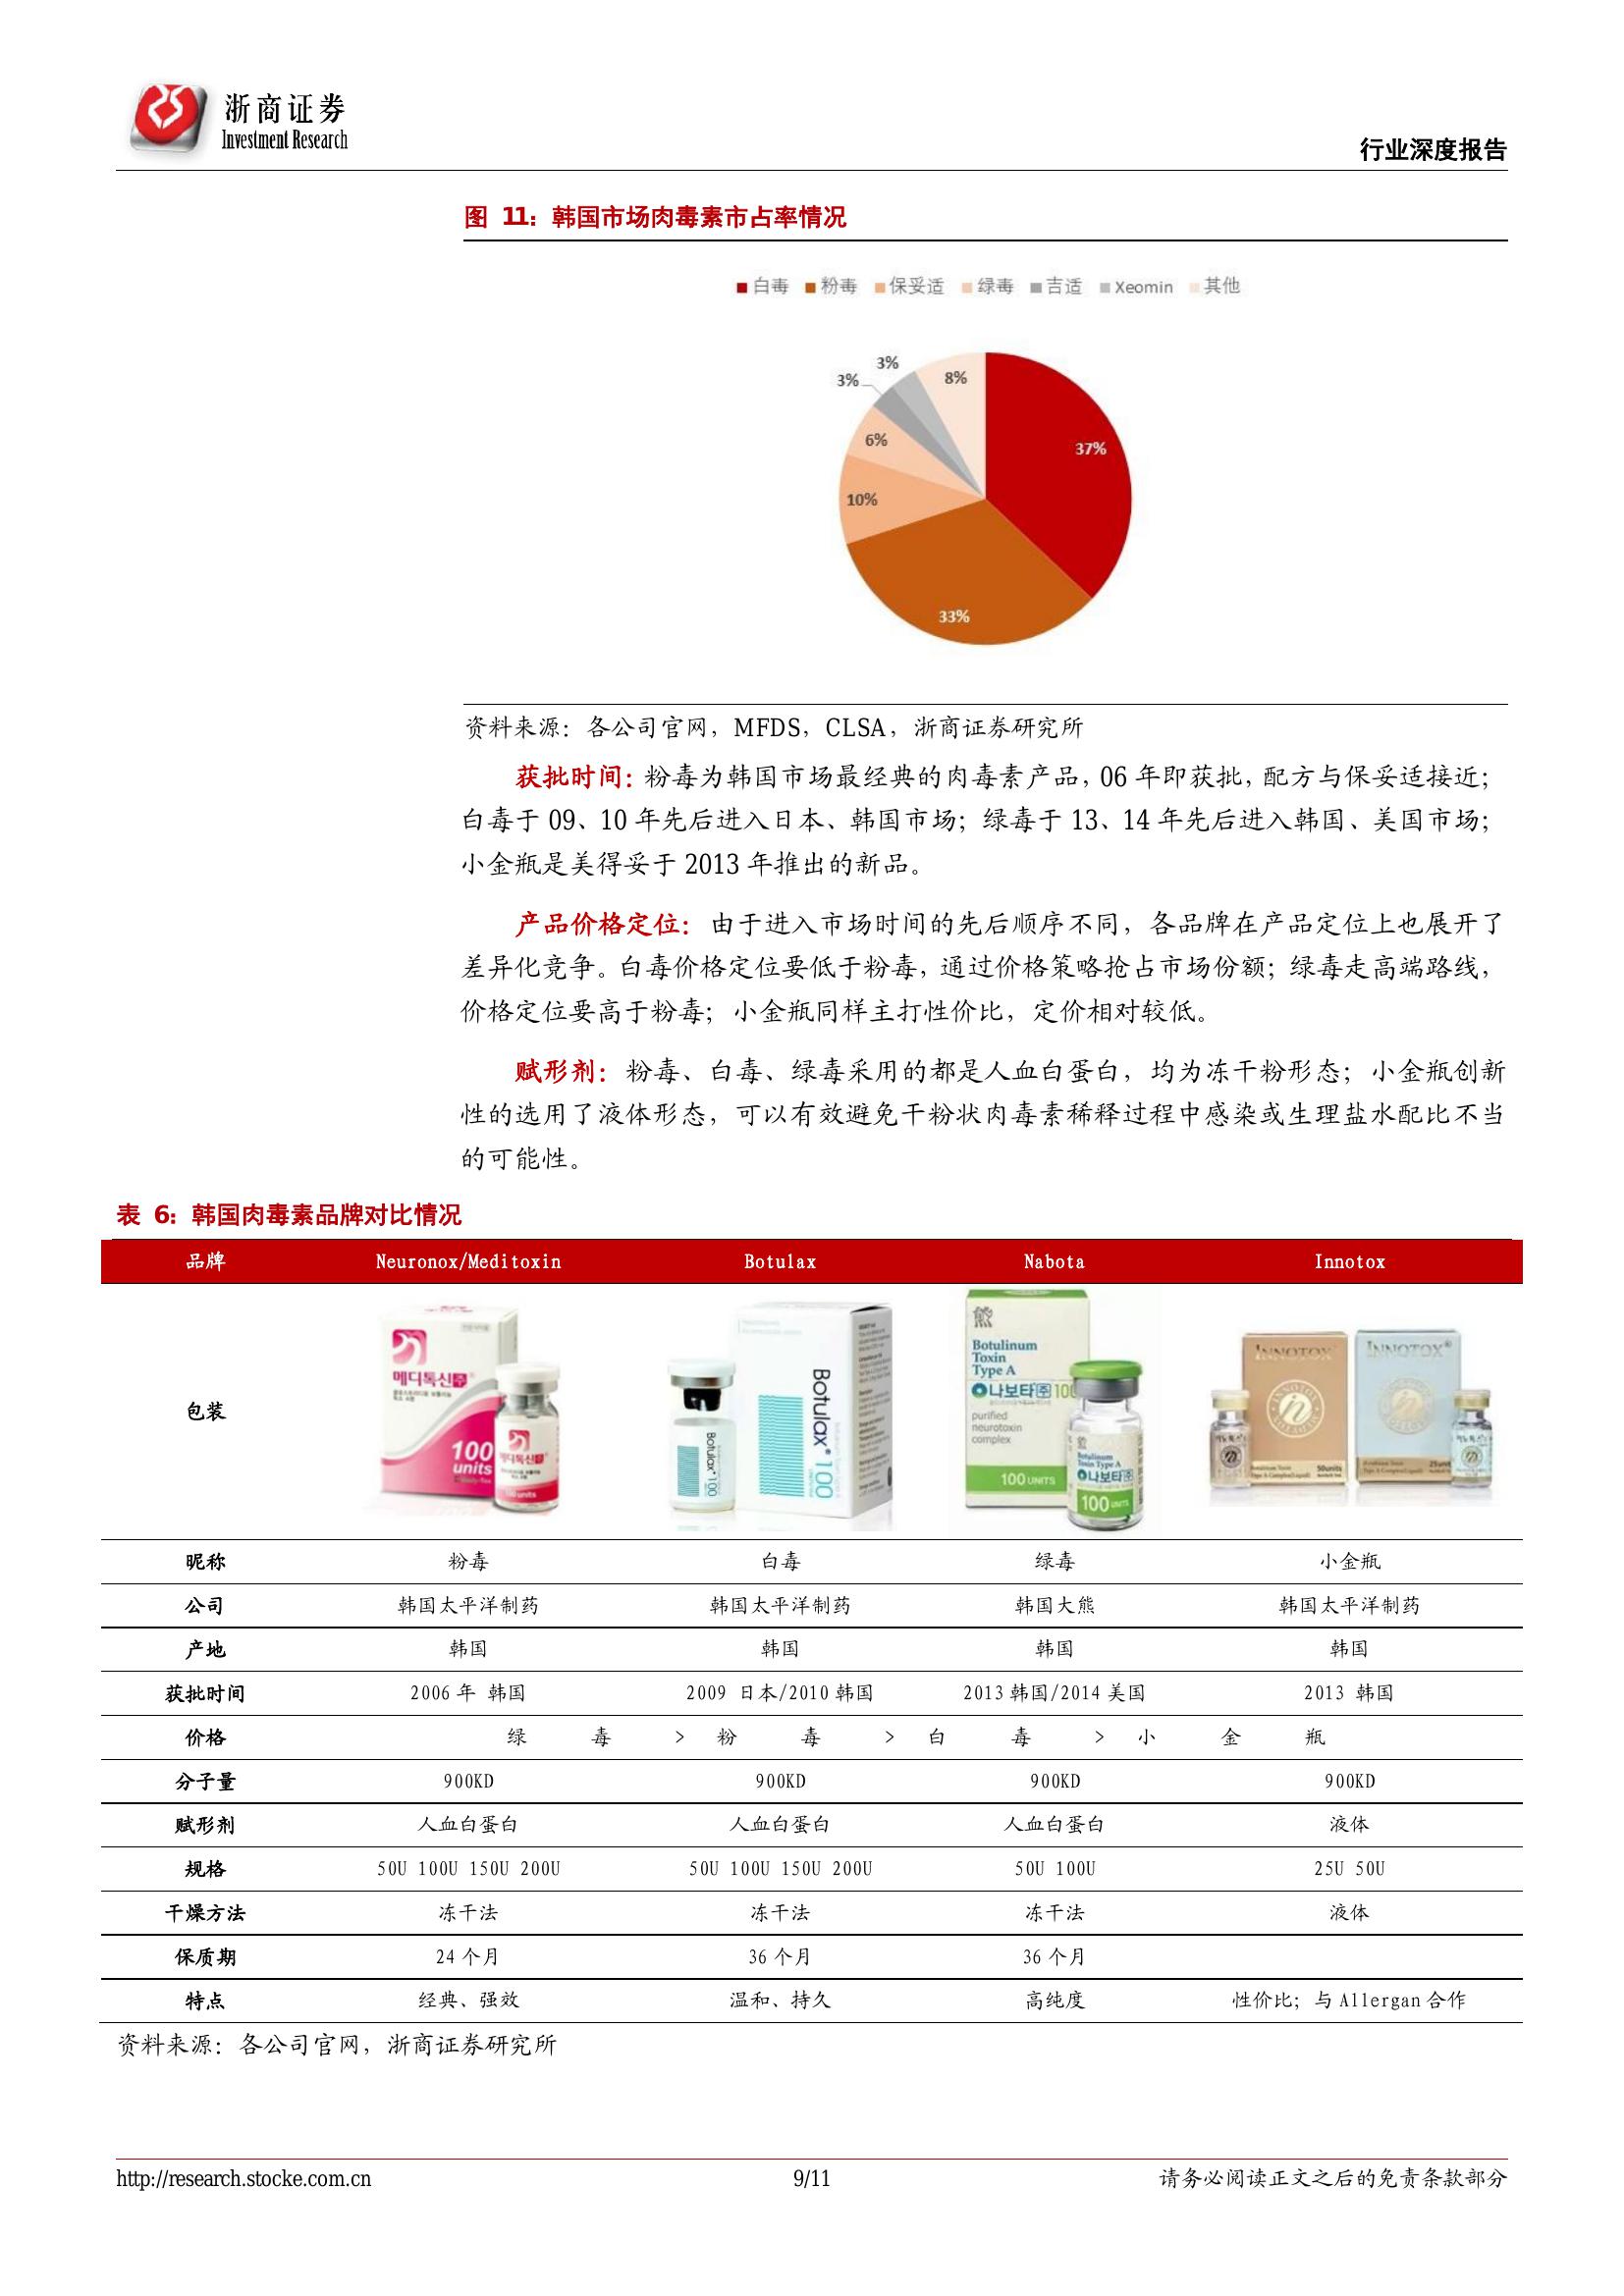 浙商证券
Investment Research
行业深度报告
图 11：韩国市场肉毒素市占率情况
白毒 粉毒 保妥适 绿毒 吉适 Xeomin 其他
3%
3%
8%
37%
6%
10%
33%
资料来源：各公司官网，MFDS，CLSA，浙商证券研究所
获批时间：粉毒为韩国市场最经典的肉毒素产品，06 年即获批，配方与保妥适接近；
白毒于 09、10 年先后进入日本、韩国市场；绿毒于 13、14 年先后进入韩国、美国市场；
小金瓶是美得妥于 2013 年推出的新品。
产品价格定位：由于进入市场时间的先后顺序不同，各品牌在产品定位上也展开了
差异化竞争。白毒价格定位要低于粉毒，通过价格策略抢占市场份额；绿毒走高端路线，
价格定位要高于粉毒；小金瓶同样主打性价比，定价相对较低。
赋形剂：粉毒、白毒、绿毒采用的都是人血白蛋白，均为冻干粉形态；小金瓶创新
性的选用了液体形态，可以有效避免干粉状肉毒素稀释过程中感染或生理盐水配比不当
的可能性。
表 6：韩国肉毒素品牌对比情况
品牌 Neuronox/Meditoxin Botulax Nabota Innotox
包装
메디톡신주
100
units
메디톡신주
100 units
Botulax 100
Botulax® 100
Botulinum
Toxin
Type A
나보타주 100
purified
neurotoxin
complex
100 UNITS
Botulinum
Toxin Type A
나보타주
100 UNITS
INNOTOX
50units
INNOTOX®
昵称 粉毒 白毒 绿毒 小金瓶
公司 韩国太平洋制药 韩国太平洋制药 韩国大熊 韩国太平洋制药
产地 韩国 韩国 韩国 韩国
获批时间 2006 年 韩国 2009 日本/2010 韩国 2013 韩国/2014 美国 2013 韩国
价格 绿 毒 > 粉 毒 > 白 毒 > 小 金 瓶
分子量 900KD 900KD 900KD 900KD
赋形剂 人血白蛋白 人血白蛋白 人血白蛋白 液体
规格 50U 100U 150U 200U 50U 100U 150U 200U 50U 100U 25U 50U
干燥方法 冻干法 冻干法 冻干法 液体
保质期 24 个月 36 个月 36 个月
特点 经典、强效 温和、持久 高纯度 性价比；与 Allergan 合作
资料来源：各公司官网，浙商证券研究所
http://research.stocke.com.cn
9/11
请务必阅读正文之后的免责条款部分